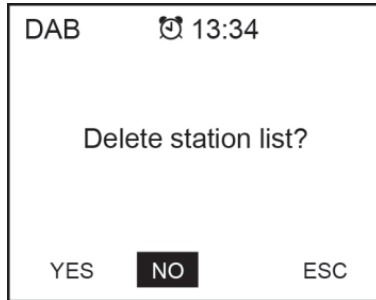 DAB 13:34
Delete station list?
YES NO ESC